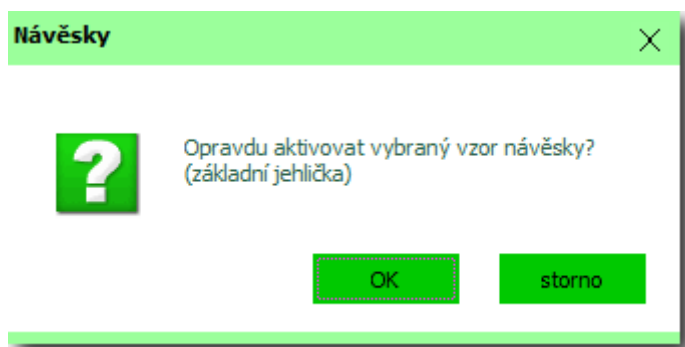 Návěsky
Opravdu aktivovat vybraný vzor návěsky?
(základní jehlička)
OK
storno